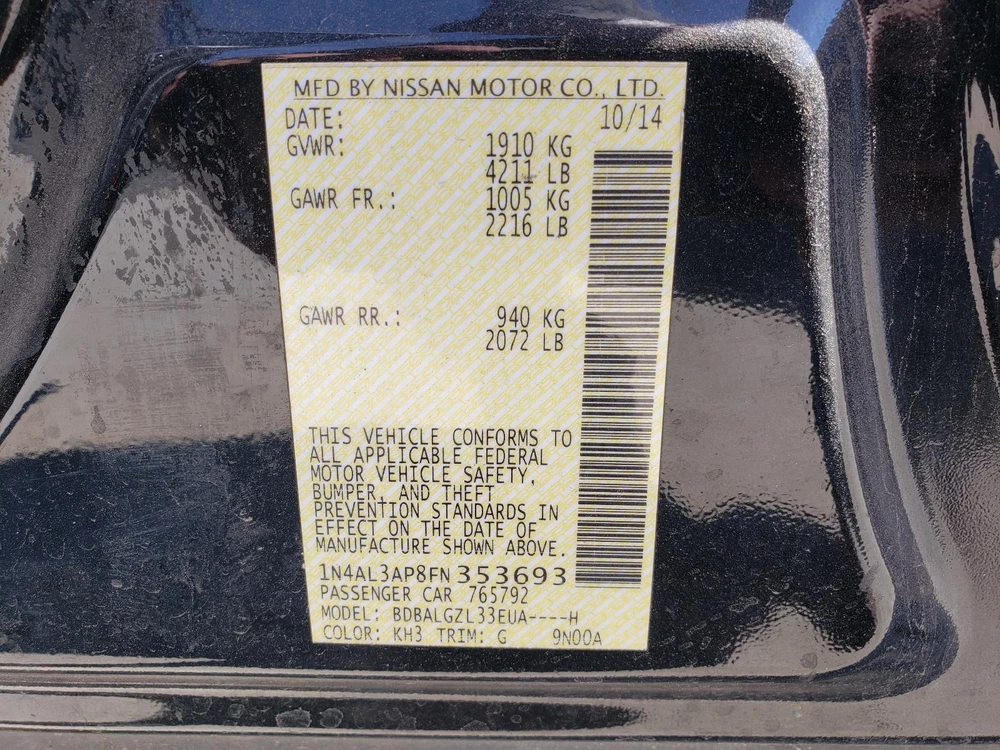 MFD BY NISSAN MOTOR CO., LTD.
DATE: 10/14
GVWR: 1910 KG
4211 LB
GAWR FR.: 1005 KG
2216 LB
GAWR RR.: 940 KG
2072 LB
THIS VEHICLE CONFORMS TO
ALL APPLICABLE FEDERAL
MOTOR VEHICLE SAFETY,
BUMPER, AND THEFT
PREVENTION STANDARDS IN
EFFECT ON THE DATE OF
MANUFACTURE SHOWN ABOVE.
1N4AL3AP8FN353693
PASSENGER CAR 765792
MODEL: BDBALGZL33EUA----H
COLOR: KH3 TRIM: G 9N00A